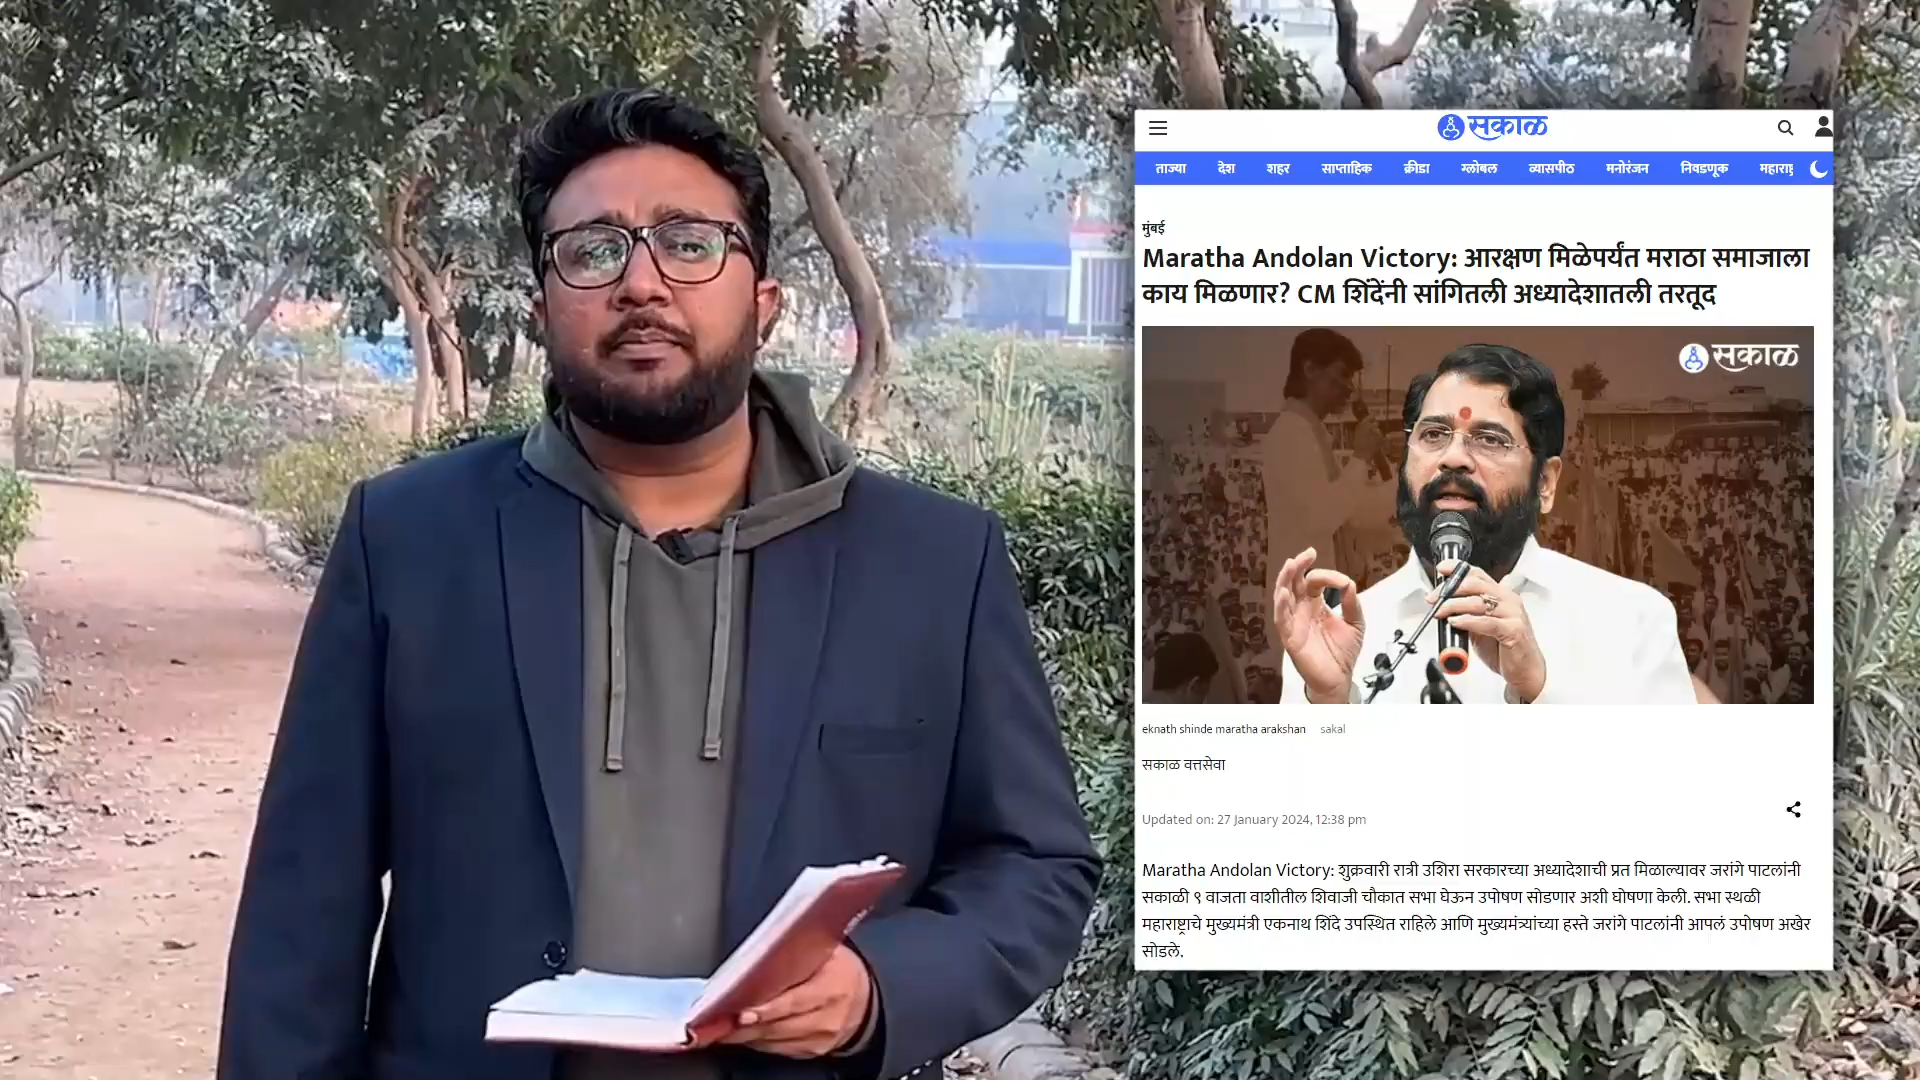 सकाळ
ताज्या देश शहर साप्ताहिक क्रीडा ग्लोबल व्यासपीठ मनोरंजन निवडणूक
मुंबई
Maratha Andolan Victory: आरक्षण मिळेपर्यंत मराठा समाजाला
काय मिळणार? CM शिंदेंनी सांगितली अध्यादेशातली तरतूद
सकाळ
eknath shinde maratha arakshan sakal
सकाळ वत्तसेवा
Updated on: 27 January 2024, 12:38 pm
Maratha Andolan Victory: शुक्रवारी रात्री उशिरा सरकारच्या अध्यादेशाची प्रत मिळाल्यावर जरांगे पाटलांनी
सकाळी ९ वाजता वाशीतील शिवाजी चौकात सभा घेऊन उपोषण सोडणार अशी घोषणा केली. सभा स्थळी
महाराष्ट्राचे मुख्यमंत्री एकनाथ शिंदे उपस्थित राहिले आणि मुख्यमंत्र्यांच्या हस्ते जरांगे पाटलांनी आपलं उपोषण अखेर
सोडले.